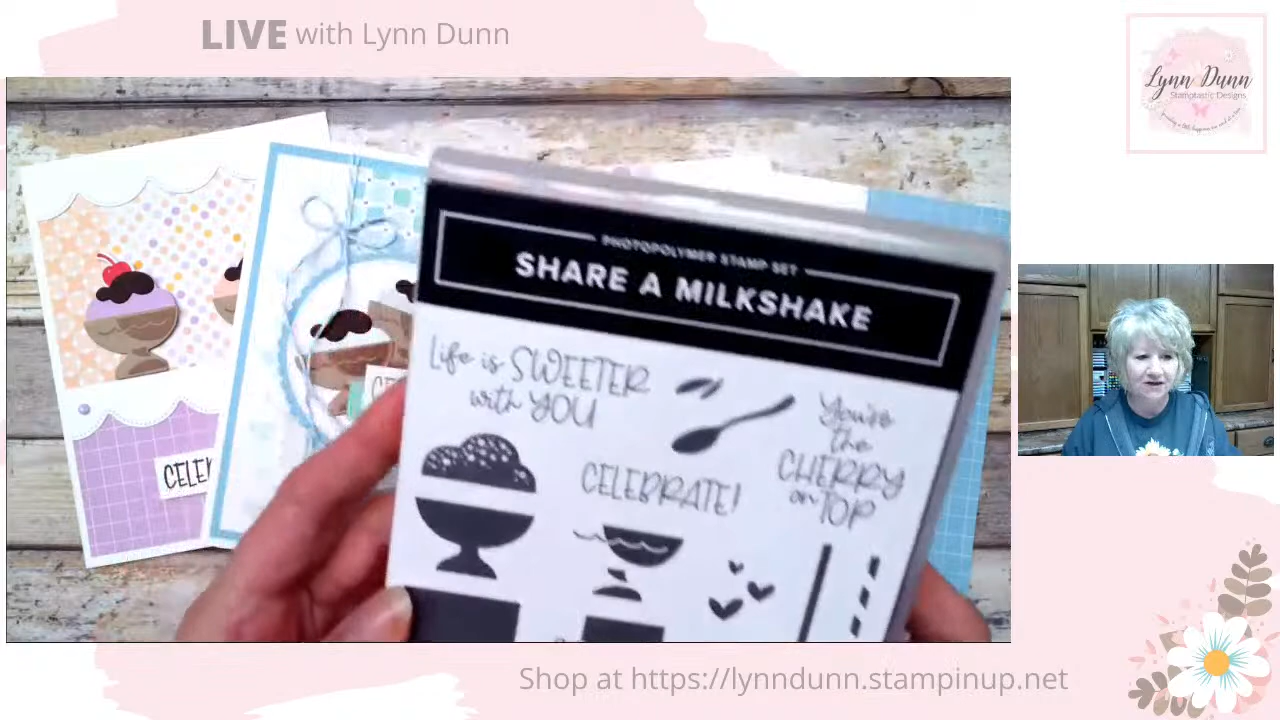 LIVE with Lynn Dunn
Lynn Dunn
Stamptastic Designs
PHOTOPOLYMER STAMP SET
SHARE A MILKSHAKE
Life is SWEETER
with YOU
You're
the
CHERRY
on
TOP
CELEBRATE!
CELEB
Shop at https://lynndunn.stampinup.net